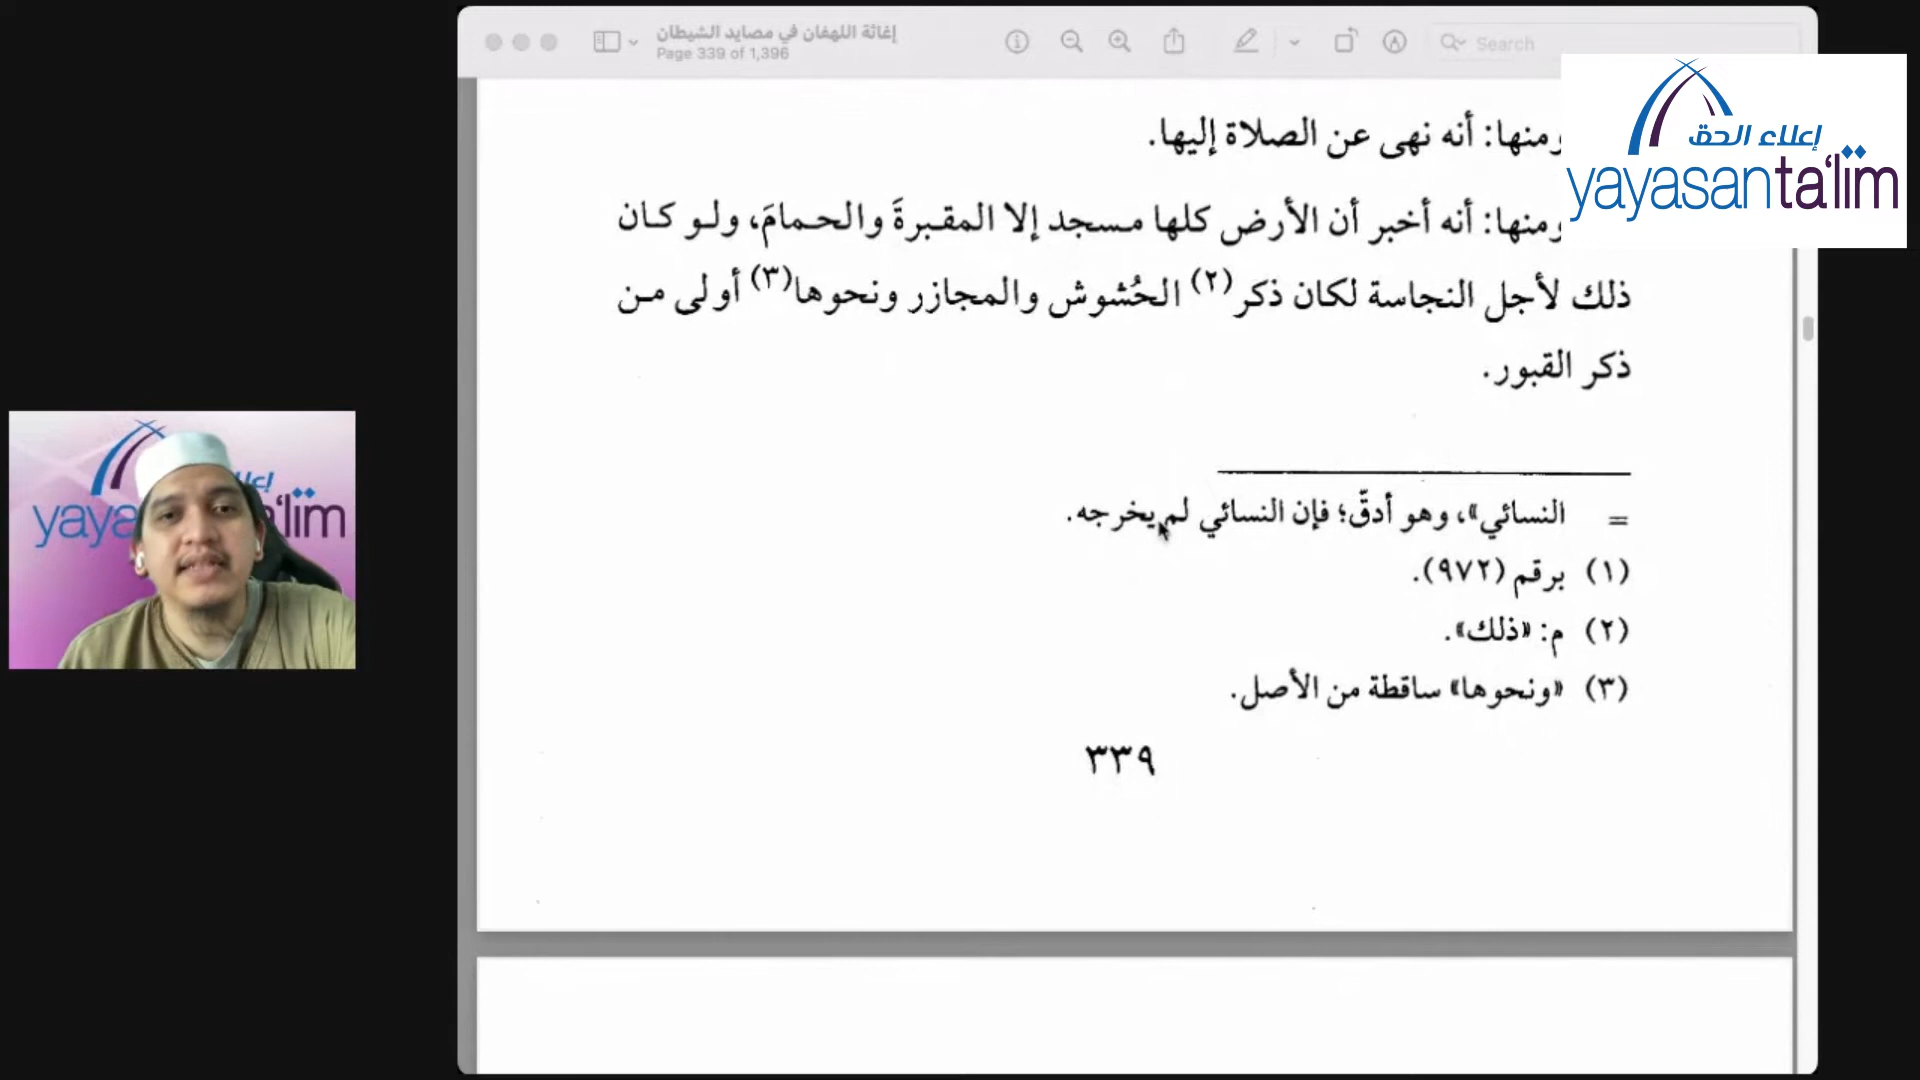 إغاثة اللهفان في مصايد الشيطان
Page 339 of 1,396
Search
إعلاء الحق
yayasanta'lim
ومنها: أنه نهى عن الصلاة إليها.
ومنها: أنه أخبر أن الأرض كلها مسجد إلا المقبرةَ والحمامَ، ولو كان
ذلك لأجل النجاسة لكان ذكر(٢) الحُشوش والمجازر ونحوها(٣) أولى من
ذكر القبور.
= النسائي»، وهو أدقّ؛ فإن النسائي لم يخرجه.
(١) برقم (٩٧٢).
(٢) م: «ذلك».
(٣) «ونحوها» ساقطة من الأصل.
٣٣٩